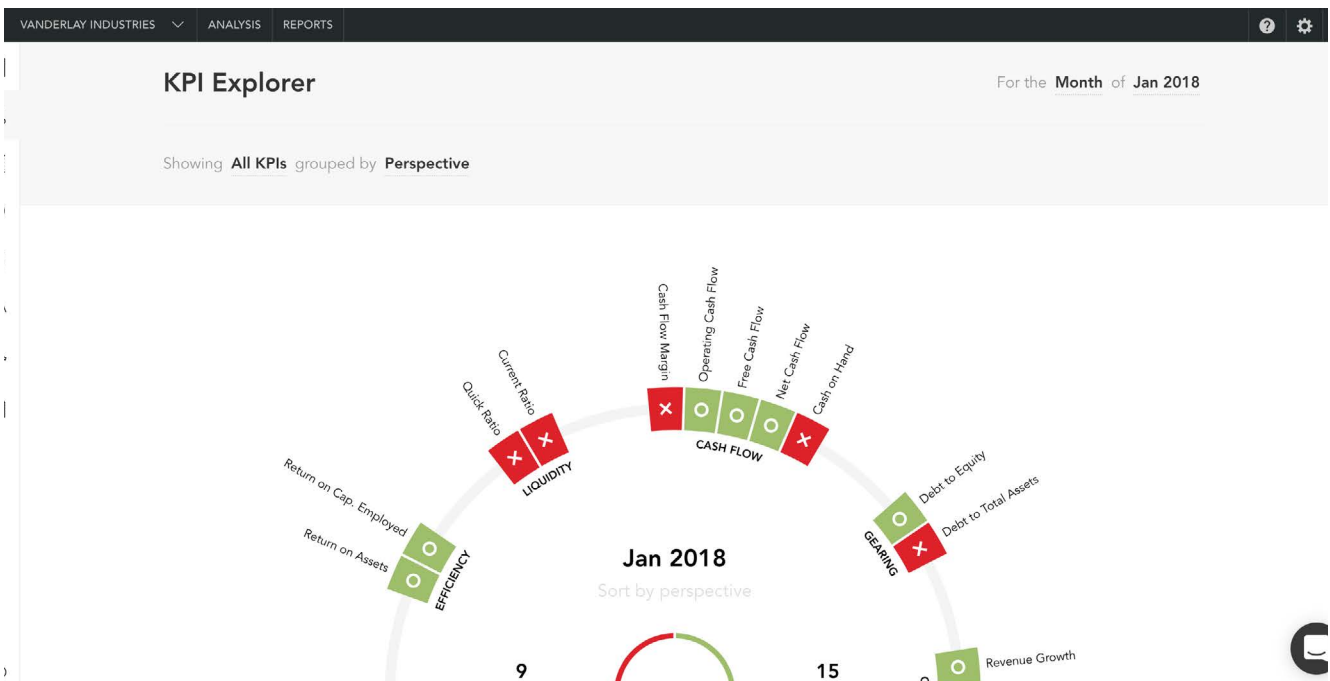 VANDERLAY INDUSTRIES ANALYSIS REPORTS
KPI Explorer
For the Month of Jan 2018
Showing All KPIs grouped by Perspective
Return on Assets
Return on Cap. Employed
EFFICIENCY
Quick Ratio
Current Ratio
LIQUIDITY
Cash Flow Margin
Operating Cash Flow
Free Cash Flow
Net Cash Flow
Cash on Hand
CASH FLOW
Debt to Equity
Debt to Total Assets
GEARING
Revenue Growth
Jan 2018
Sort by perspective
9
15